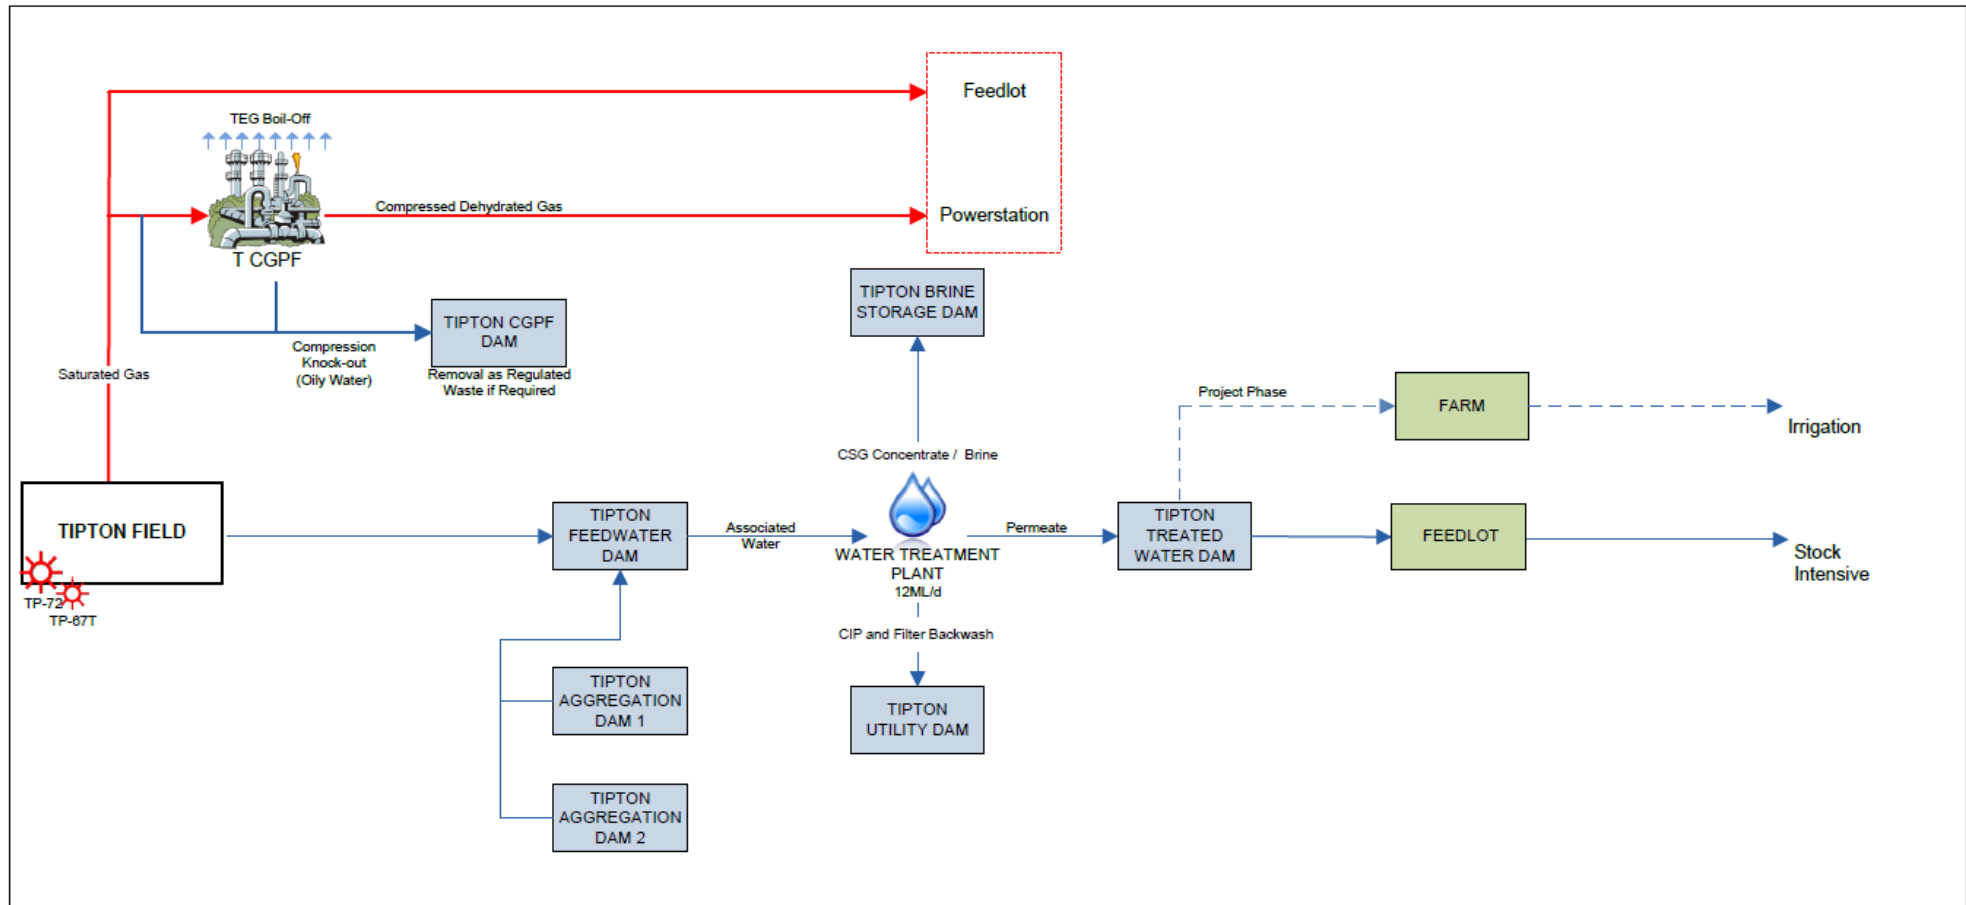 Feedlot
TEG Boil-Off
Compressed Dehydrated Gas
Powerstation
T CGPF
TIPTON BRINE
STORAGE DAM
TIPTON CGPF
DAM
Compression
Knock-out
(Oily Water)
Removal as Regulated
Waste if Required
Saturated Gas
Project Phase
FARM
Irrigation
CSG Concentrate / Brine
TIPTON FIELD
TP-72
TP-67T
TIPTON
FEEDWATER
DAM
Associated
Water
WATER TREATMENT
PLANT
12ML/d
Permeate
TIPTON
TREATED
WATER DAM
FEEDLOT
Stock
Intensive
CIP and Filter Backwash
TIPTON
AGGREGATION
DAM 1
TIPTON
UTILITY DAM
TIPTON
AGGREGATION
DAM 2